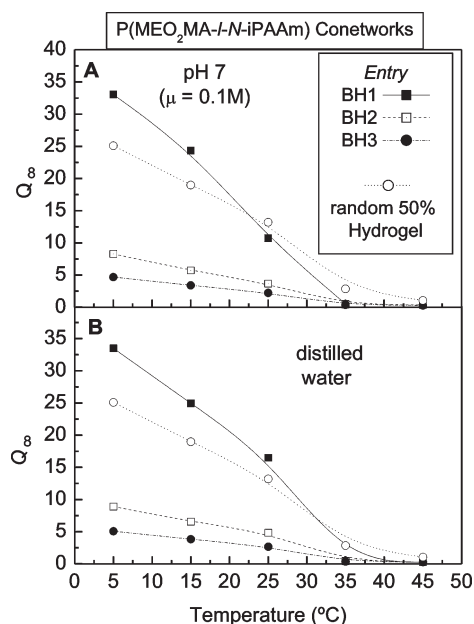 P(MEO₂MA-l-N-iPAAm) Conetworks
A
pH 7
(μ = 0.1M)
Entry
BH1
BH2
BH3
random 50%
Hydrogel
Q∞
40
35
30
25
20
15
10
5
0
B
distilled
water
Q∞
35
30
25
20
15
10
5
0
0 5 10 15 20 25 30 35 40 45 50
Temperature (ºC)